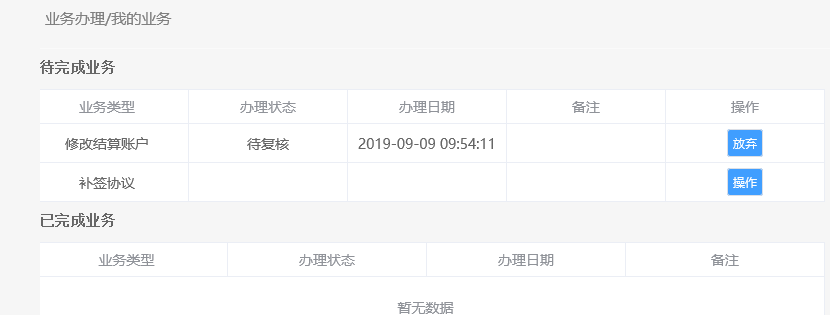 业务办理/我的业务
待完成业务
业务类型 办理状态 办理日期 备注 操作
修改结算账户 待复核 2019-09-09 09:54:11 放弃
补签协议 操作
已完成业务
业务类型 办理状态 办理日期 备注
暂无数据